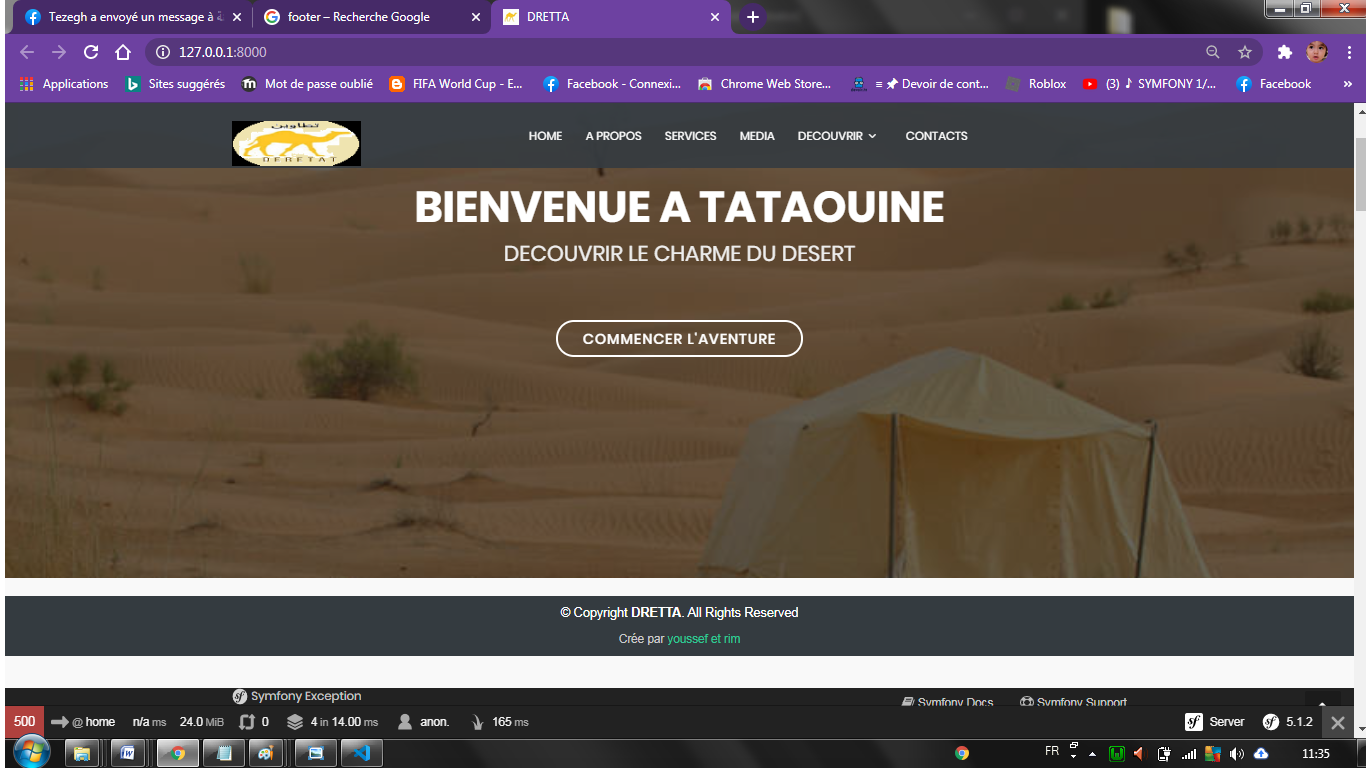 Tezegh a envoyé un message à
footer – Recherche Google
DRETTA
127.0.0.1:8000
Applications
Sites suggérés
Mot de passe oublié
FIFA World Cup - E...
Facebook - Connexi...
Chrome Web Store...
Devoir de cont...
Roblox
(3) ♪ SYMFONY 1/...
Facebook
»
تطاوين
DERETAT
HOME
A PROPOS
SERVICES
MEDIA
DECOUVRIR
CONTACTS
BIENVENUE A TATAOUINE
DECOUVRIR LE CHARME DU DESERT
COMMENCER L'AVENTURE
© Copyright DRETTA. All Rights Reserved
Crée par youssef et rim
Symfony Exception
Symfony Docs
Symfony Support
500
@ home
n/a ms
24.0 MiB
0
4 in 14.00 ms
anon.
165 ms
Server
5.1.2
FR
11:35